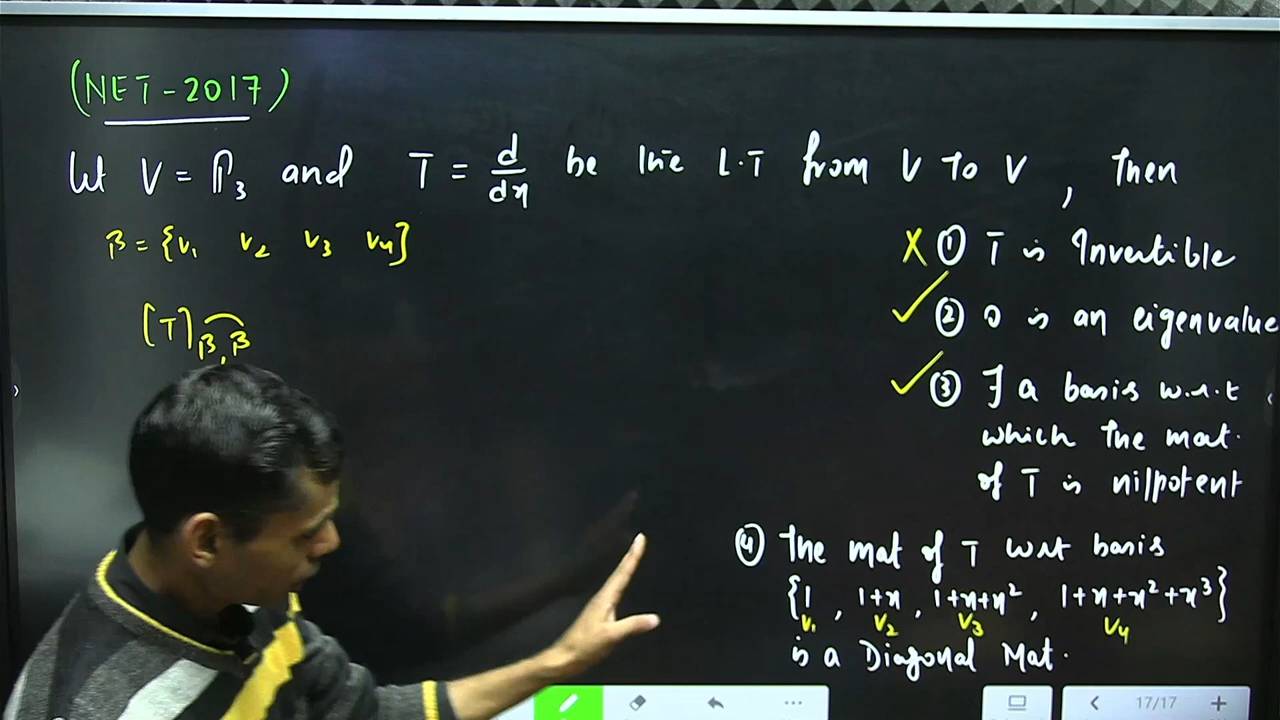 (NET-2017)
Let V = P₃ and T = d/dx be the L.T from V to V, Then
β = {v₁ v₂ v₃ v₄}
[T]β,β
X ① T is Invertible
✓ ② 0 is an eigenvalue
✓ ③ ∃ a basis w.r.t
which the mat.
of T is nilpotent
④ The mat of T wrt basis
{1, 1+x, 1+x+x², 1+x+x²+x³}
v₁ v₂ v₃ v₄
is a Diagonal Mat.
17/17